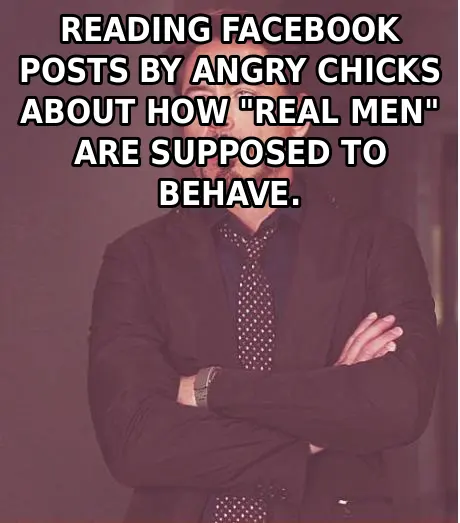 READING FACEBOOK
POSTS BY ANGRY CHICKS
ABOUT HOW "REAL MEN"
ARE SUPPOSED TO
BEHAVE.